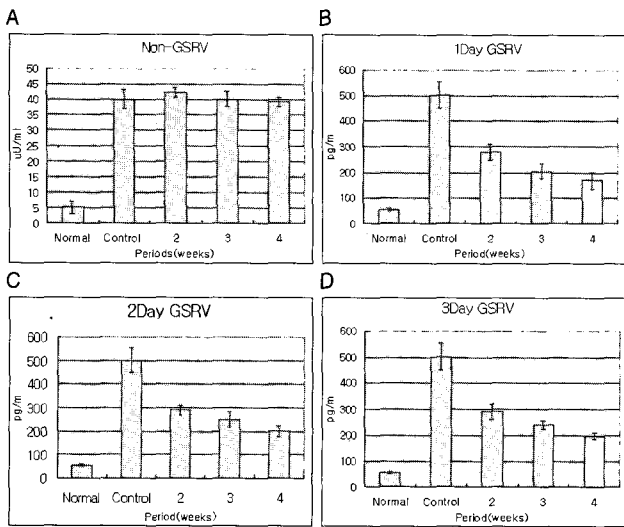 A
Non-GSRV
uU/ml
50
45
40
35
30
25
20
15
10
5
0
Normal Control 2 3 4
Periods(weeks)
B
1Day GSRV
pg/m
600
500
400
300
200
100
0
Normal Control 2 3 4
Period(weeks)
C
2Day GSRV
pg/m
600
500
400
300
200
100
0
Normal Control 2 3 4
Period(weeks)
D
3Day GSRV
pg/m
600
500
400
300
200
100
0
Normal Control 2 3 4
Period(weeks)